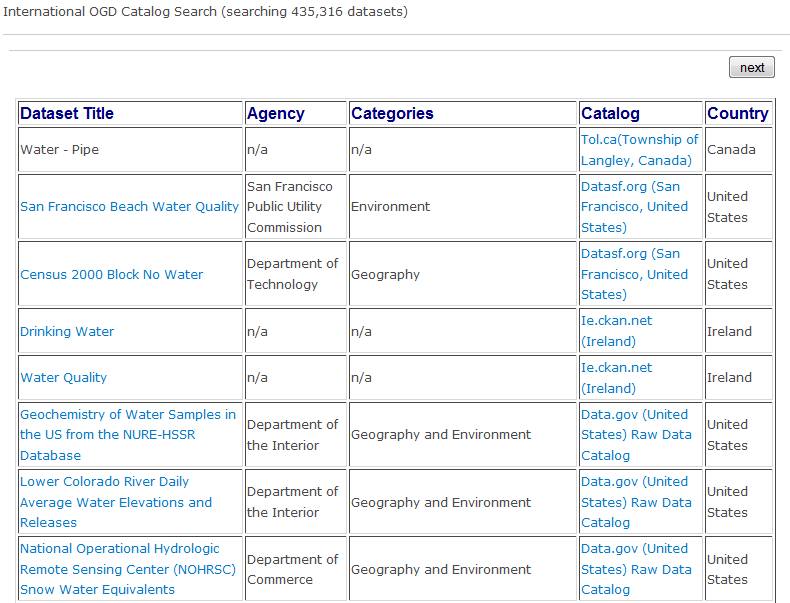 International OGD Catalog Search (searching 435,316 datasets)
next
Dataset Title Agency Categories Catalog Country
Water - Pipe n/a n/a Tol.ca(Township of Langley, Canada) Canada
San Francisco Beach Water Quality San Francisco Public Utility Commission Environment Datasf.org (San Francisco, United States) United States
Census 2000 Block No Water Department of Technology Geography Datasf.org (San Francisco, United States) United States
Drinking Water n/a n/a Ie.ckan.net (Ireland) Ireland
Water Quality n/a n/a Ie.ckan.net (Ireland) Ireland
Geochemistry of Water Samples in the US from the NURE-HSSR Database Department of the Interior Geography and Environment Data.gov (United States) Raw Data Catalog United States
Lower Colorado River Daily Average Water Elevations and Releases Department of the Interior Geography and Environment Data.gov (United States) Raw Data Catalog United States
National Operational Hydrologic Remote Sensing Center (NOHRSC) Snow Water Equivalents Department of Commerce Geography and Environment Data.gov (United States) Raw Data Catalog United States